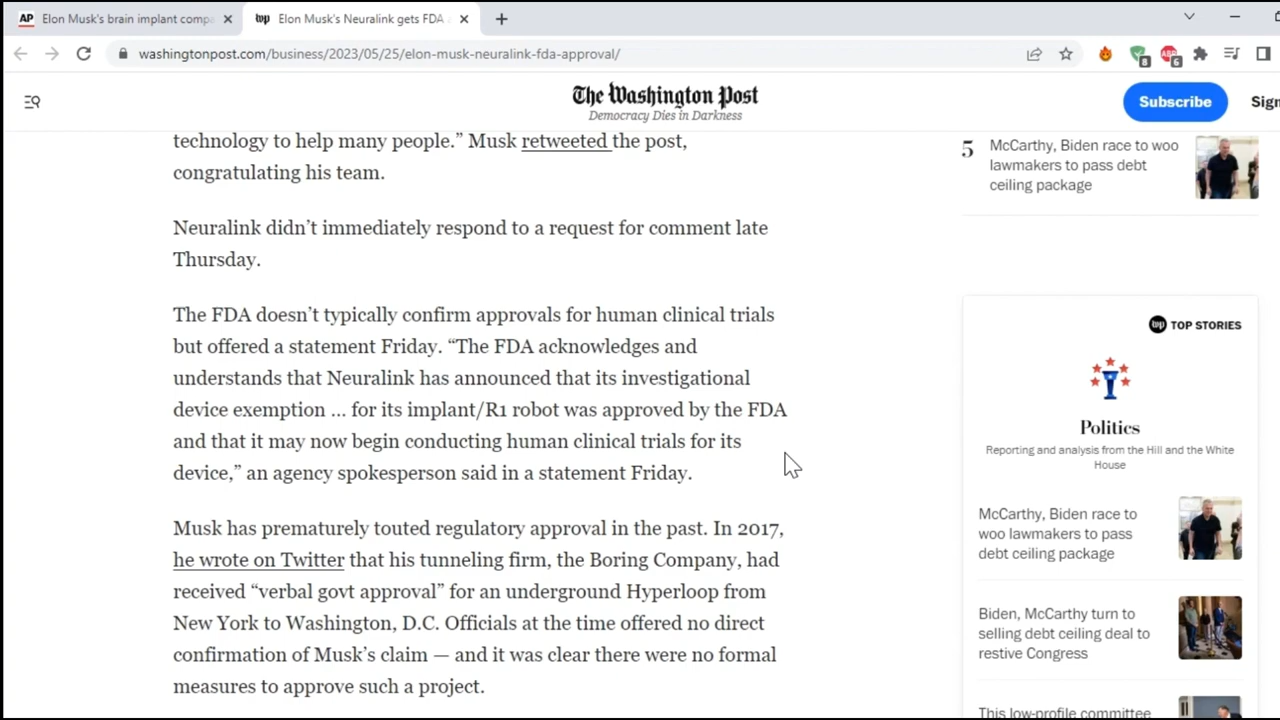 Elon Musk's brain implant compa
Elon Musk's Neuralink gets FDA a
washingtonpost.com/business/2023/05/25/elon-musk-neuralink-fda-approval/
8
ABP
6
The Washington Post
Democracy Dies in Darkness
Subscribe
Sign
technology to help many people.” Musk retweeted the post,
congratulating his team.
Neuralink didn’t immediately respond to a request for comment late
Thursday.
The FDA doesn’t typically confirm approvals for human clinical trials
but offered a statement Friday. “The FDA acknowledges and
understands that Neuralink has announced that its investigational
device exemption ... for its implant/R1 robot was approved by the FDA
and that it may now begin conducting human clinical trials for its
device,” an agency spokesperson said in a statement Friday.
Musk has prematurely touted regulatory approval in the past. In 2017,
he wrote on Twitter that his tunneling firm, the Boring Company, had
received “verbal govt approval” for an underground Hyperloop from
New York to Washington, D.C. Officials at the time offered no direct
confirmation of Musk’s claim — and it was clear there were no formal
measures to approve such a project.
5
McCarthy, Biden race to woo
lawmakers to pass debt
ceiling package
wp TOP STORIES
Politics
Reporting and analysis from the Hill and the White
House
McCarthy, Biden race to
woo lawmakers to pass
debt ceiling package
Biden, McCarthy turn to
selling debt ceiling deal to
restive Congress
This low-profile committee